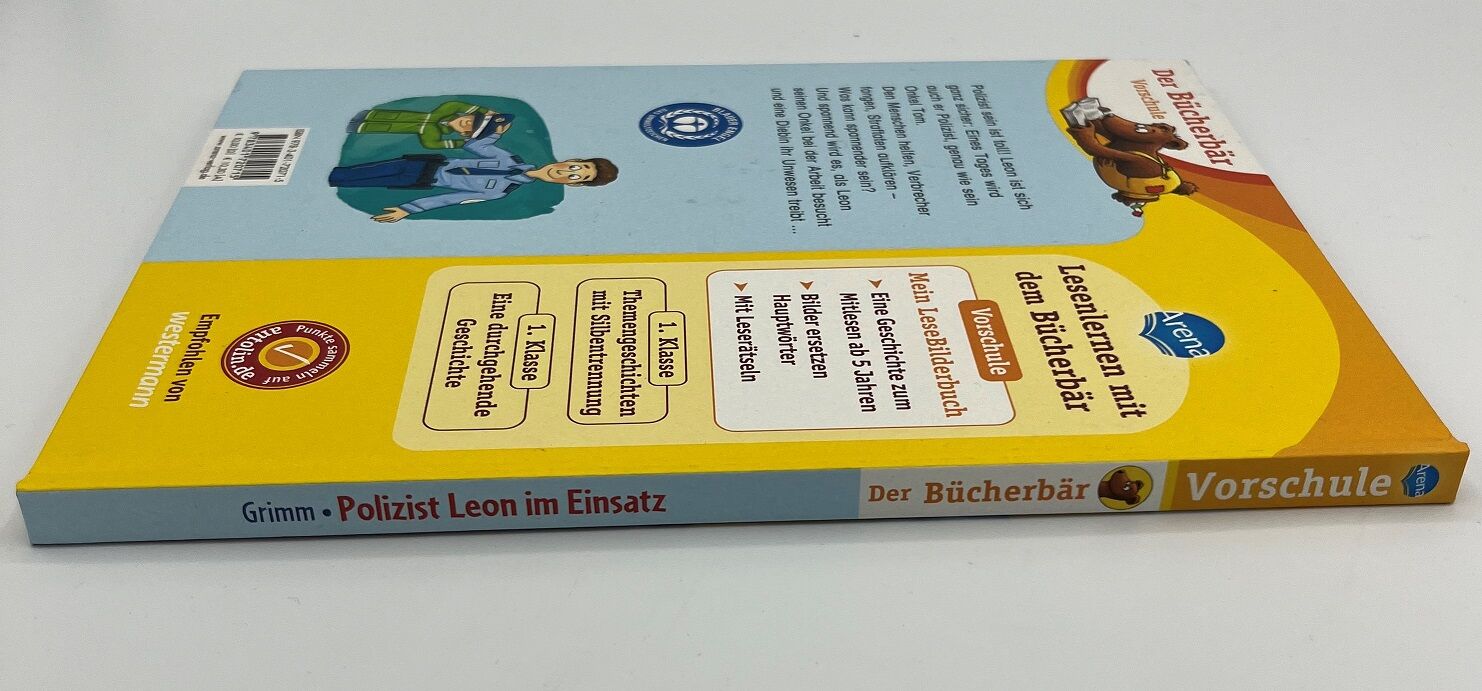 Der Bücherbär
Vorschule
Polizist sein ist toll! Leon ist sich
ganz sicher: Eines Tages wird
auch er Polizist, genau wie sein
Onkel Tom.
Den Menschen helfen, Verbrecher
fangen, Straftaten aufklären –
Was kann spannender sein?
Und spannend wird es, als Leon
seinen Onkel bei der Arbeit besucht
und eine Diebin ihr Unwesen treibt ...
BLAUER ENGEL
Arena
Lesenlernen mit
dem Bücherbär
Vorschule
Mein LeseBilderbuch
➤ Eine Geschichte zum
Mitlesen ab 5 Jahren
➤ Bilder ersetzen
Hauptwörter
➤ Mit Leserätseln
1. Klasse
Themengeschichten
mit Silbentrennung
1. Klasse
Eine durchgehende
Geschichte
Punkte sammeln auf
antolin.de
Empfohlen von
westermann
Grimm • Polizist Leon im Einsatz
Der Bücherbär
Vorschule
Arena